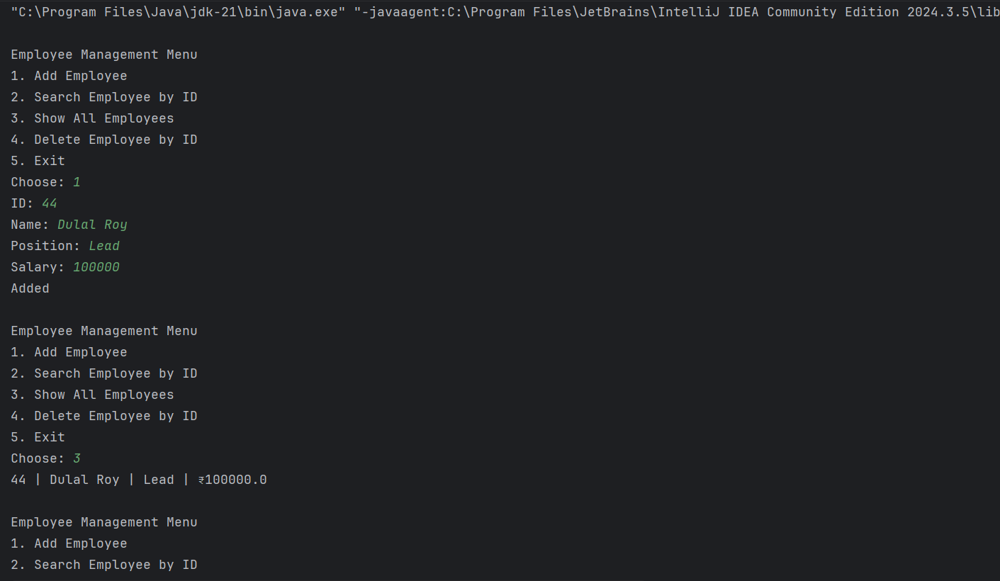 "C:\Program Files\Java\jdk-21\bin\java.exe" "-javaagent:C:\Program Files\JetBrains\IntelliJ IDEA Community Edition 2024.3.5\lib
Employee Management Menu
1. Add Employee
2. Search Employee by ID
3. Show All Employees
4. Delete Employee by ID
5. Exit
Choose: 1
ID: 44
Name: Dulal Roy
Position: Lead
Salary: 100000
Added
Employee Management Menu
1. Add Employee
2. Search Employee by ID
3. Show All Employees
4. Delete Employee by ID
5. Exit
Choose: 3
44 | Dulal Roy | Lead | ₹100000.0
Employee Management Menu
1. Add Employee
2. Search Employee by ID